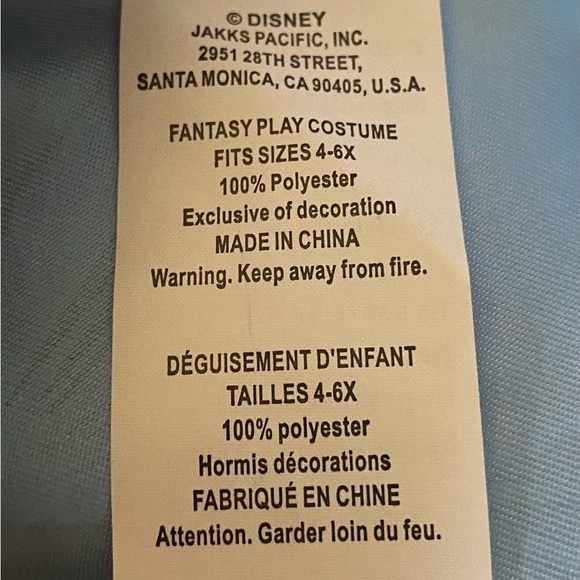 © DISNEY
JAKKS PACIFIC, INC.
2951 28TH STREET,
SANTA MONICA, CA 90405, U.S.A.
FANTASY PLAY COSTUME
FITS SIZES 4-6X
100% Polyester
Exclusive of decoration
MADE IN CHINA
Warning. Keep away from fire.
DÉGUISEMENT D'ENFANT
TAILLES 4-6X
100% polyester
Hormis décorations
FABRIQUÉ EN CHINE
Attention. Garder loin du feu.